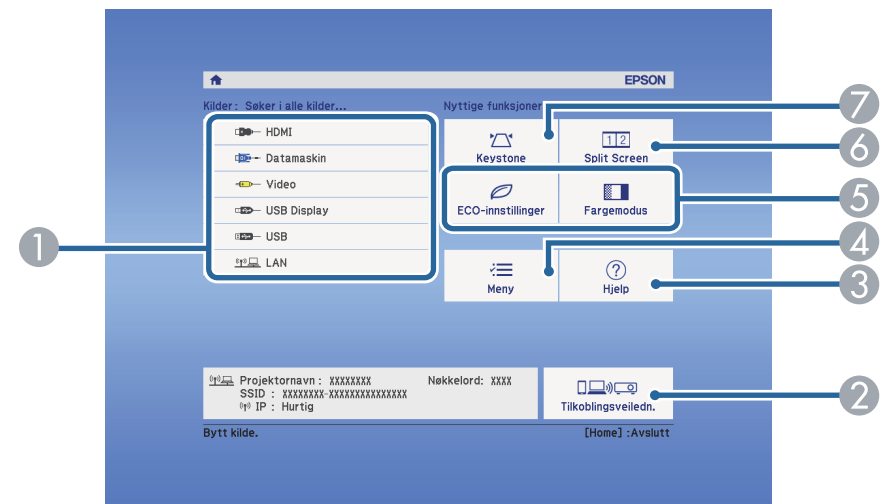 EPSON
Kilder : Søker i alle kilder...
Nyttige funksjoner
HDMI
Datamaskin
Video
USB Display
USB
LAN
Keystone
1 2
Split Screen
ECO-innstillinger
Fargemodus
Meny
?
Hjelp
Projektornavn : XXXXXXXX
Nøkkelord: XXXX
SSID : XXXXXXXX-XXXXXXXXXXXXXXX
IP : Hurtig
Tilkoblingsveiledn.
Bytt kilde.
[Home] :Avslutt
1
7
6
5
4
3
2